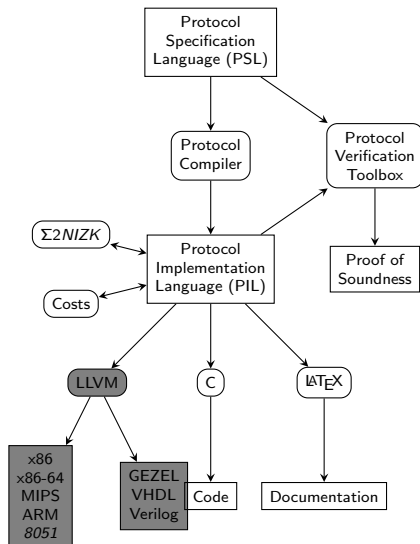 Protocol
Specification
Language (PSL)
Protocol
Compiler
Protocol
Verification
Toolbox
Σ2NIZK
Protocol
Implementation
Language (PIL)
Proof of
Soundness
Costs
LLVM
C
LATEX
x86
x86-64
MIPS
ARM
8051
GEZEL
VHDL
Verilog
Code
Documentation